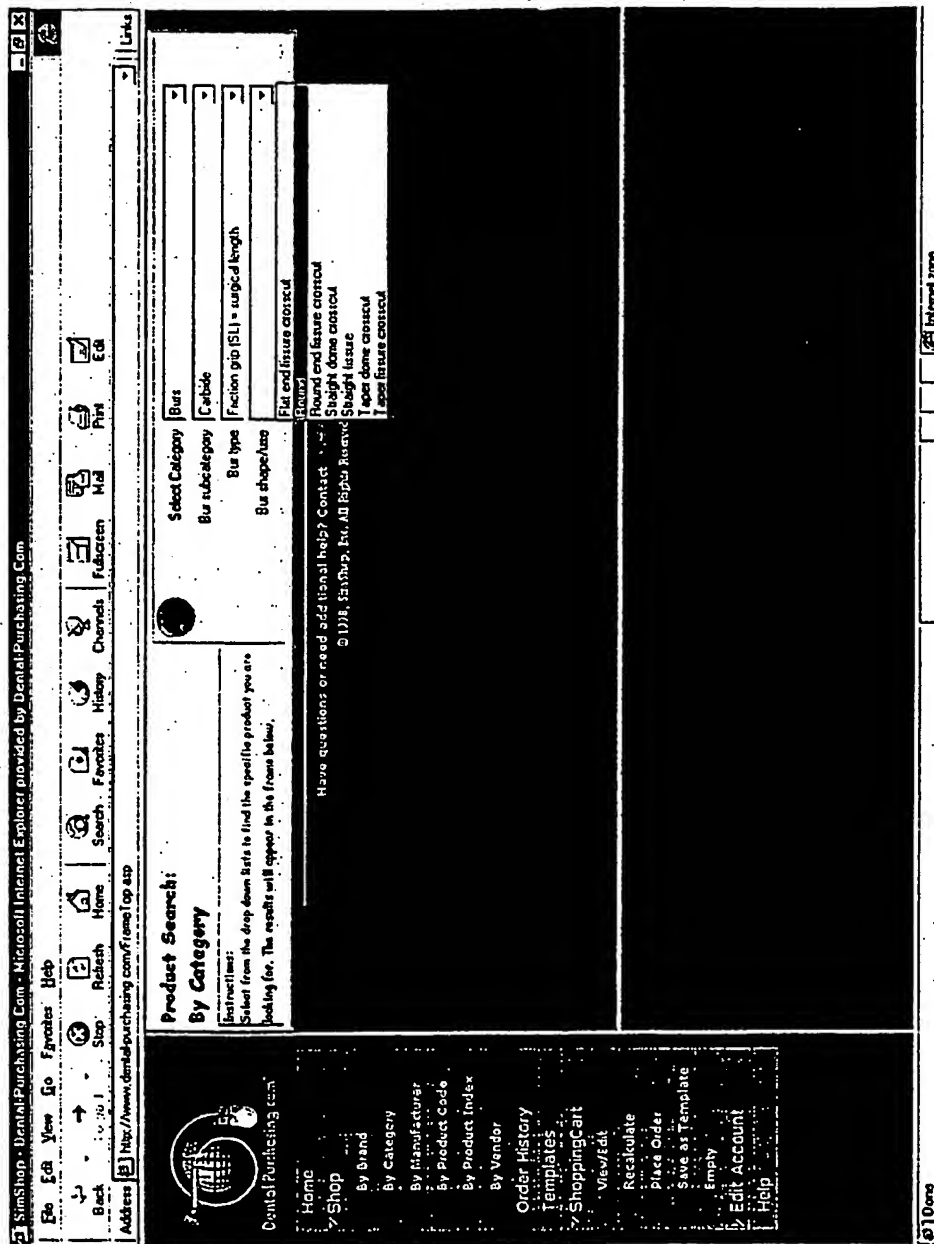 SimShop - Dental-Purchasing.Com - Microsoft Internet Explorer provided by Dental-Purchasing.Com
File Edit View Go Favorites Help
Back Stop Refresh Home Search Favorites History Channels Fullscreen Mail Print Edit
Address http://www.dentalpurchasing.com/FrameTop.asp Links
Dental Purchasing.com
Home
Shop
By Brand
By Category
By Manufacturer
By Product Code
By Product Index
By Vendor
Order History
Templates
ShoppingCart
View/Edit
Recalculate
Place Order
Save as Template
Empty
Edit Account
Help
Product Search:
By Category
Instructions:
Select from the drop down lists to find the specific product you are
looking for. The results will appear in the frame below.
Select Category Burs
Bur subcategory Carbide
Bur type Friction grip (SL) = surgical length
Bur shape/use
Flat end fissure crosscut
Round
Round end fissure crosscut
Straight dome crosscut
Straight fissure
Taper dome crosscut
Taper fissure crosscut
Have questions or need additional help? Contact
© 1998, SimShop, Inc. All Rights Reserved
Done Internet zone